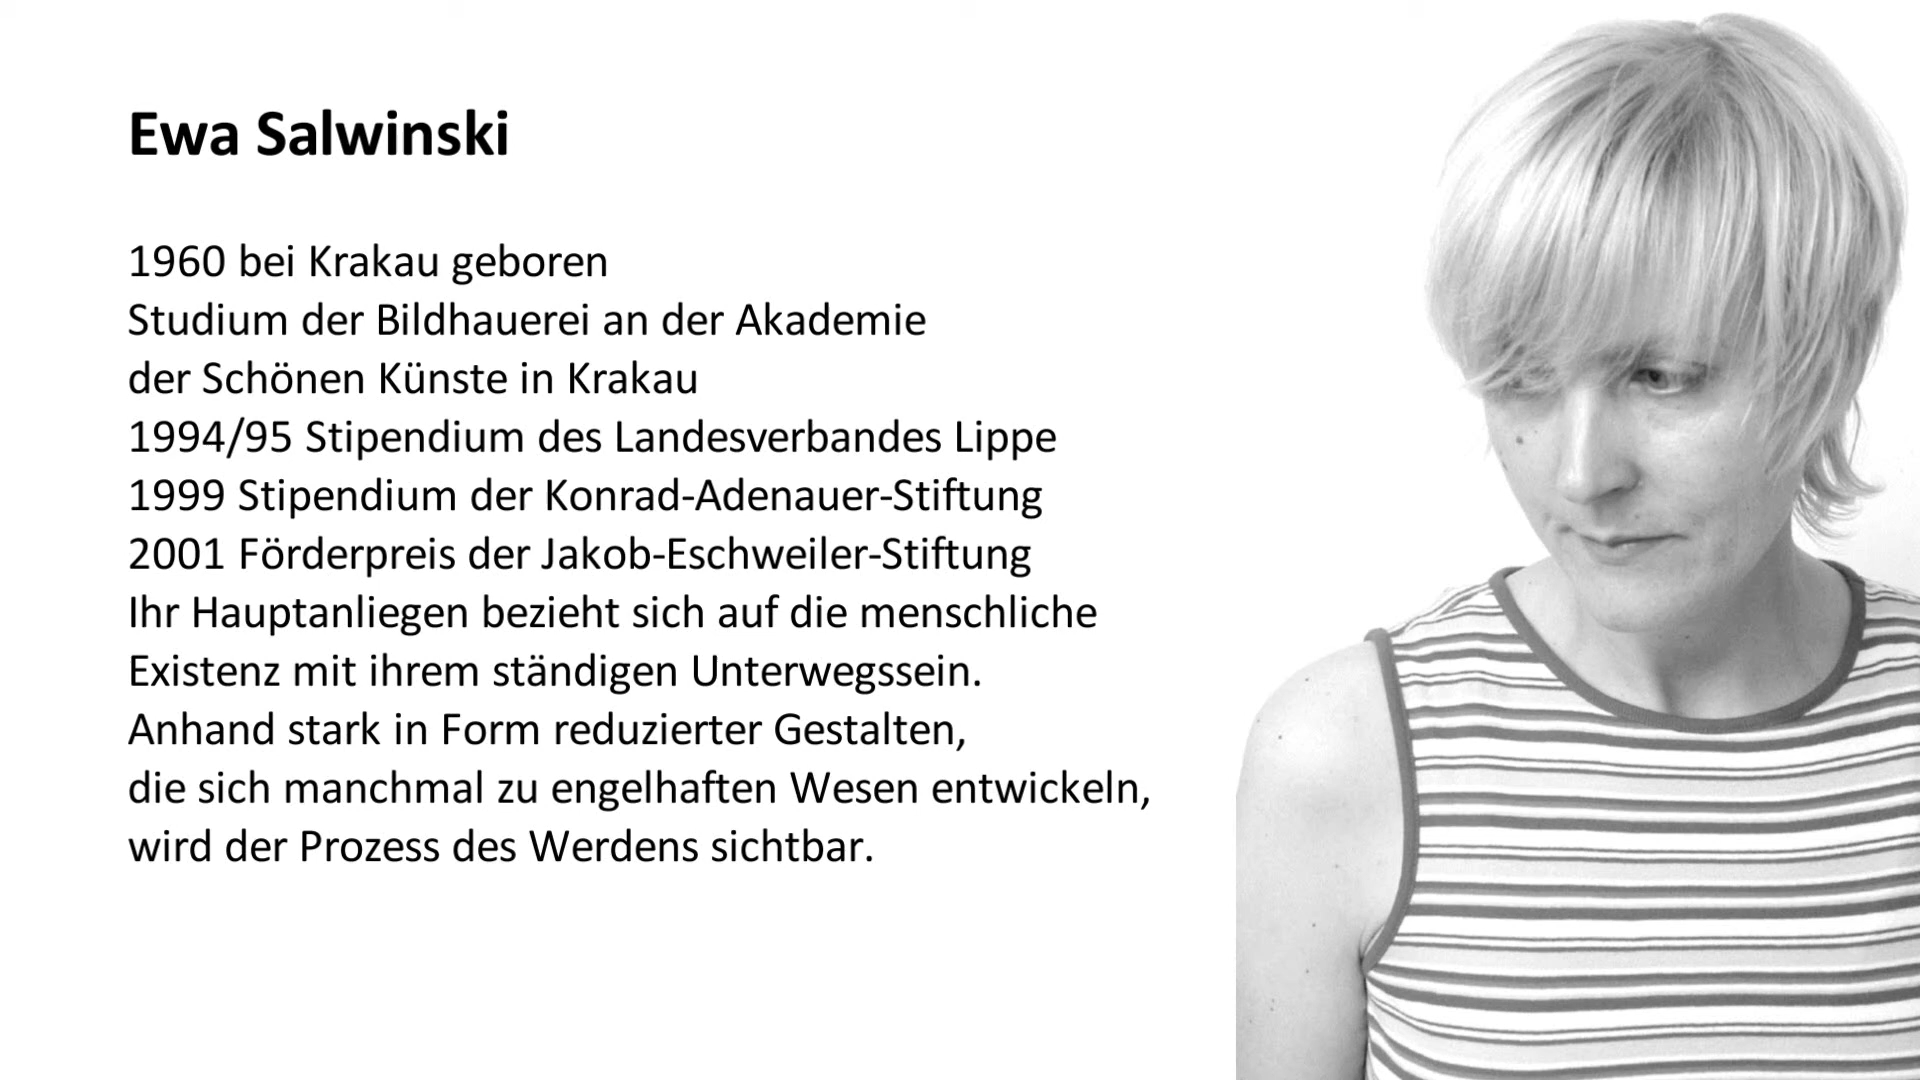 Ewa Salwinski
1960 bei Krakau geboren
Studium der Bildhauerei an der Akademie
der Schönen Künste in Krakau
1994/95 Stipendium des Landesverbandes Lippe
1999 Stipendium der Konrad-Adenauer-Stiftung
2001 Förderpreis der Jakob-Eschweiler-Stiftung
Ihr Hauptanliegen bezieht sich auf die menschliche
Existenz mit ihrem ständigen Unterwegssein.
Anhand stark in Form reduzierter Gestalten,
die sich manchmal zu engelhaften Wesen entwickeln,
wird der Prozess des Werdens sichtbar.